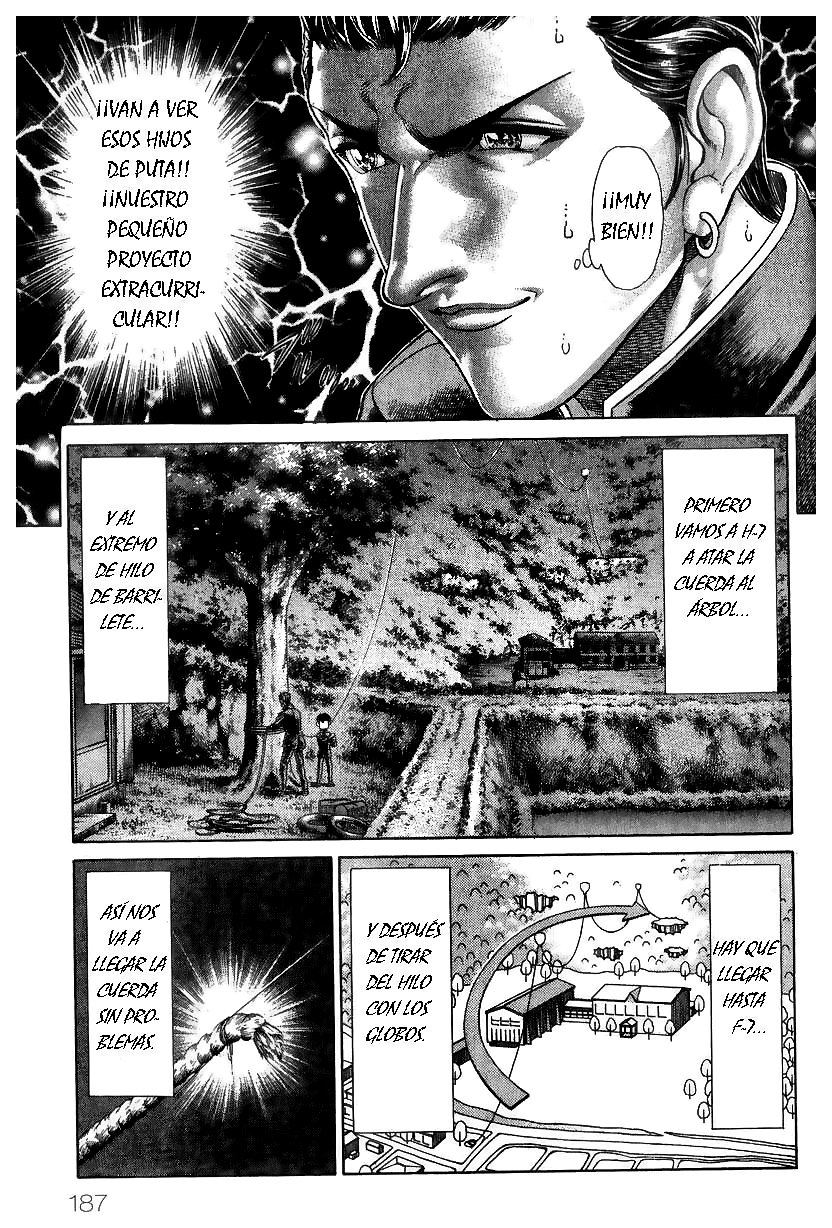 ¡¡MUY
BIEN!!
¡¡VAN A VER
ESOS HIJOS
DE PUTA!!
¡¡NUESTRO
PEQUEÑO
PROYECTO
EXTRACURRI-
CULAR!!
PRIMERO
VAMOS A H-7
A ATAR LA
CUERDA AL
ÁRBOL...
Y AL
EXTREMO
DE HILO
DE BARRI-
LETE...
HAY QUE
LLEGAR
HASTA
F-7...
Y DESPUÉS
DE TIRAR
DEL HILO
CON LOS
GLOBOS.
ASÍ NOS
VA A
LLEGAR LA
CUERDA
SIN PRO-
BLEMAS.
187